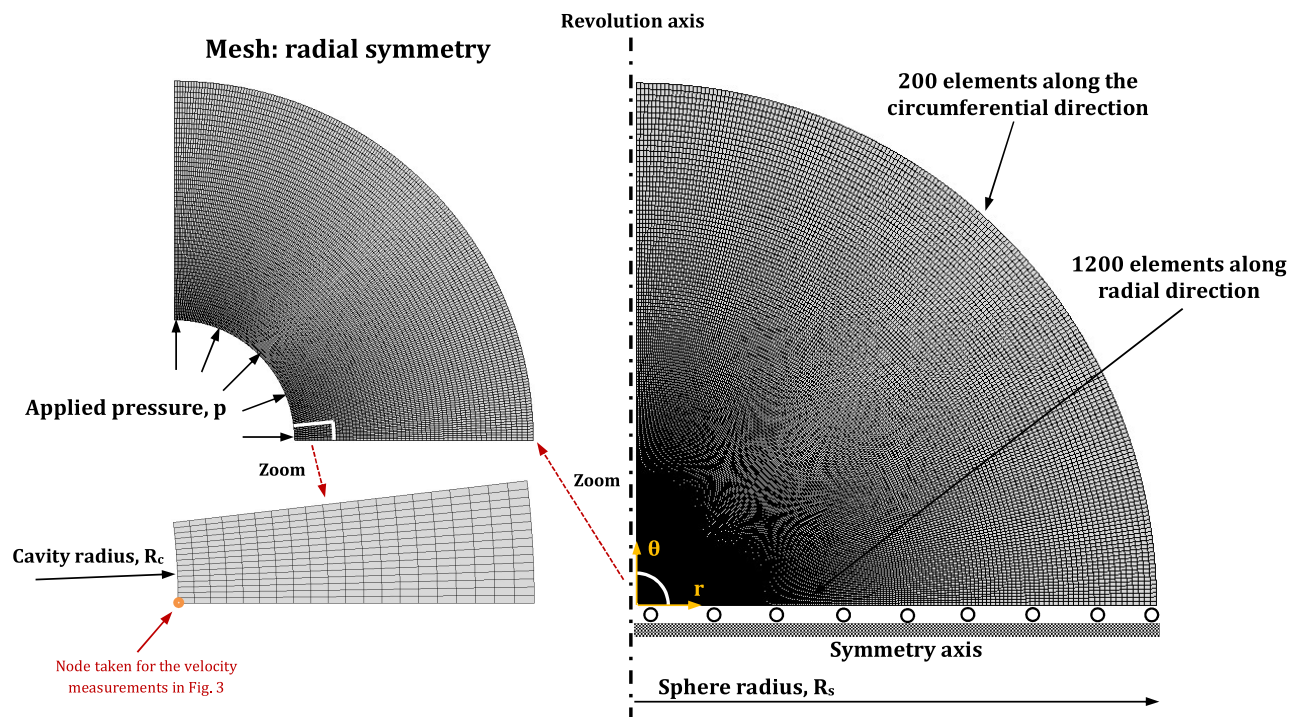 Revolution axis
Mesh: radial symmetry
200 elements along the
circumferential direction
1200 elements along
radial direction
Applied pressure, p
Zoom
Zoom
Cavity radius, Rc
θ
r
Node taken for the velocity
measurements in Fig. 3
Symmetry axis
Sphere radius, Rs